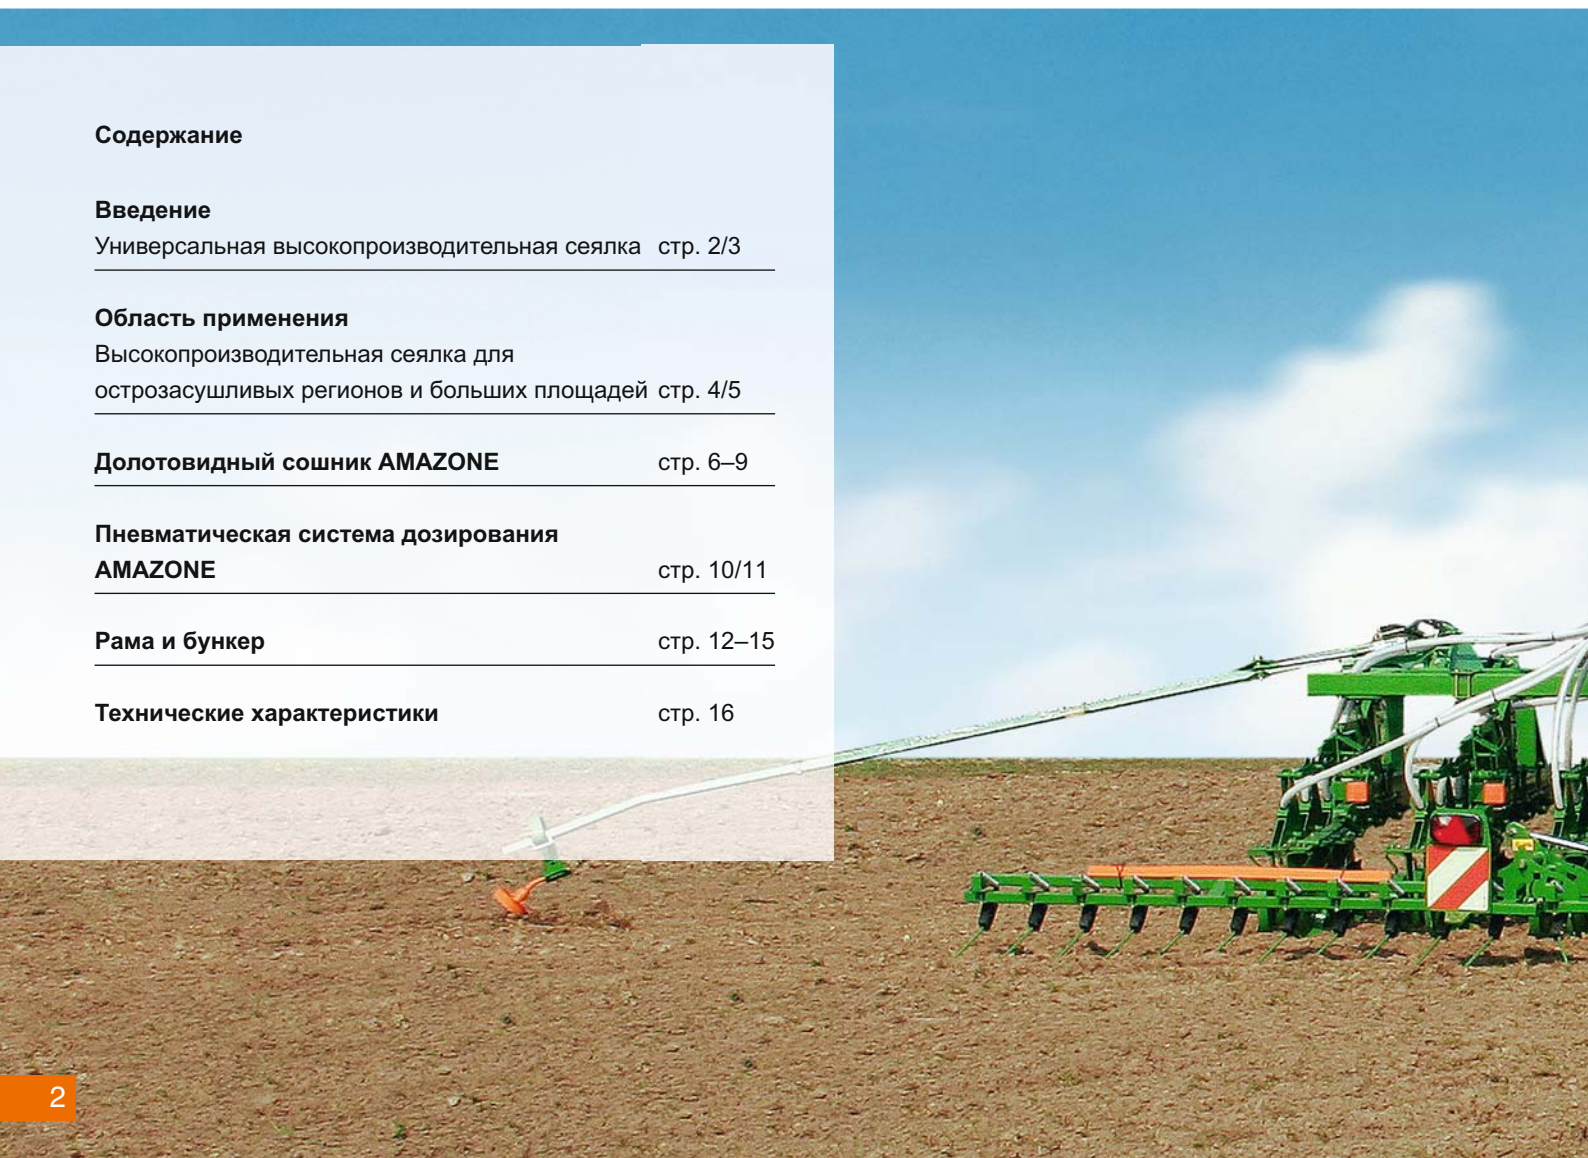 Содержание
Введение
Универсальная высокопроизводительная сеялка стр. 2/3
Область применения
Высокопроизводительная сеялка для
острозасушливых регионов и больших площадей стр. 4/5
Долотовидный сошник AMAZONE стр. 6–9
Пневматическая система дозирования
AMAZONE стр. 10/11
Рама и бункер стр. 12–15
Технические характеристики стр. 16
2